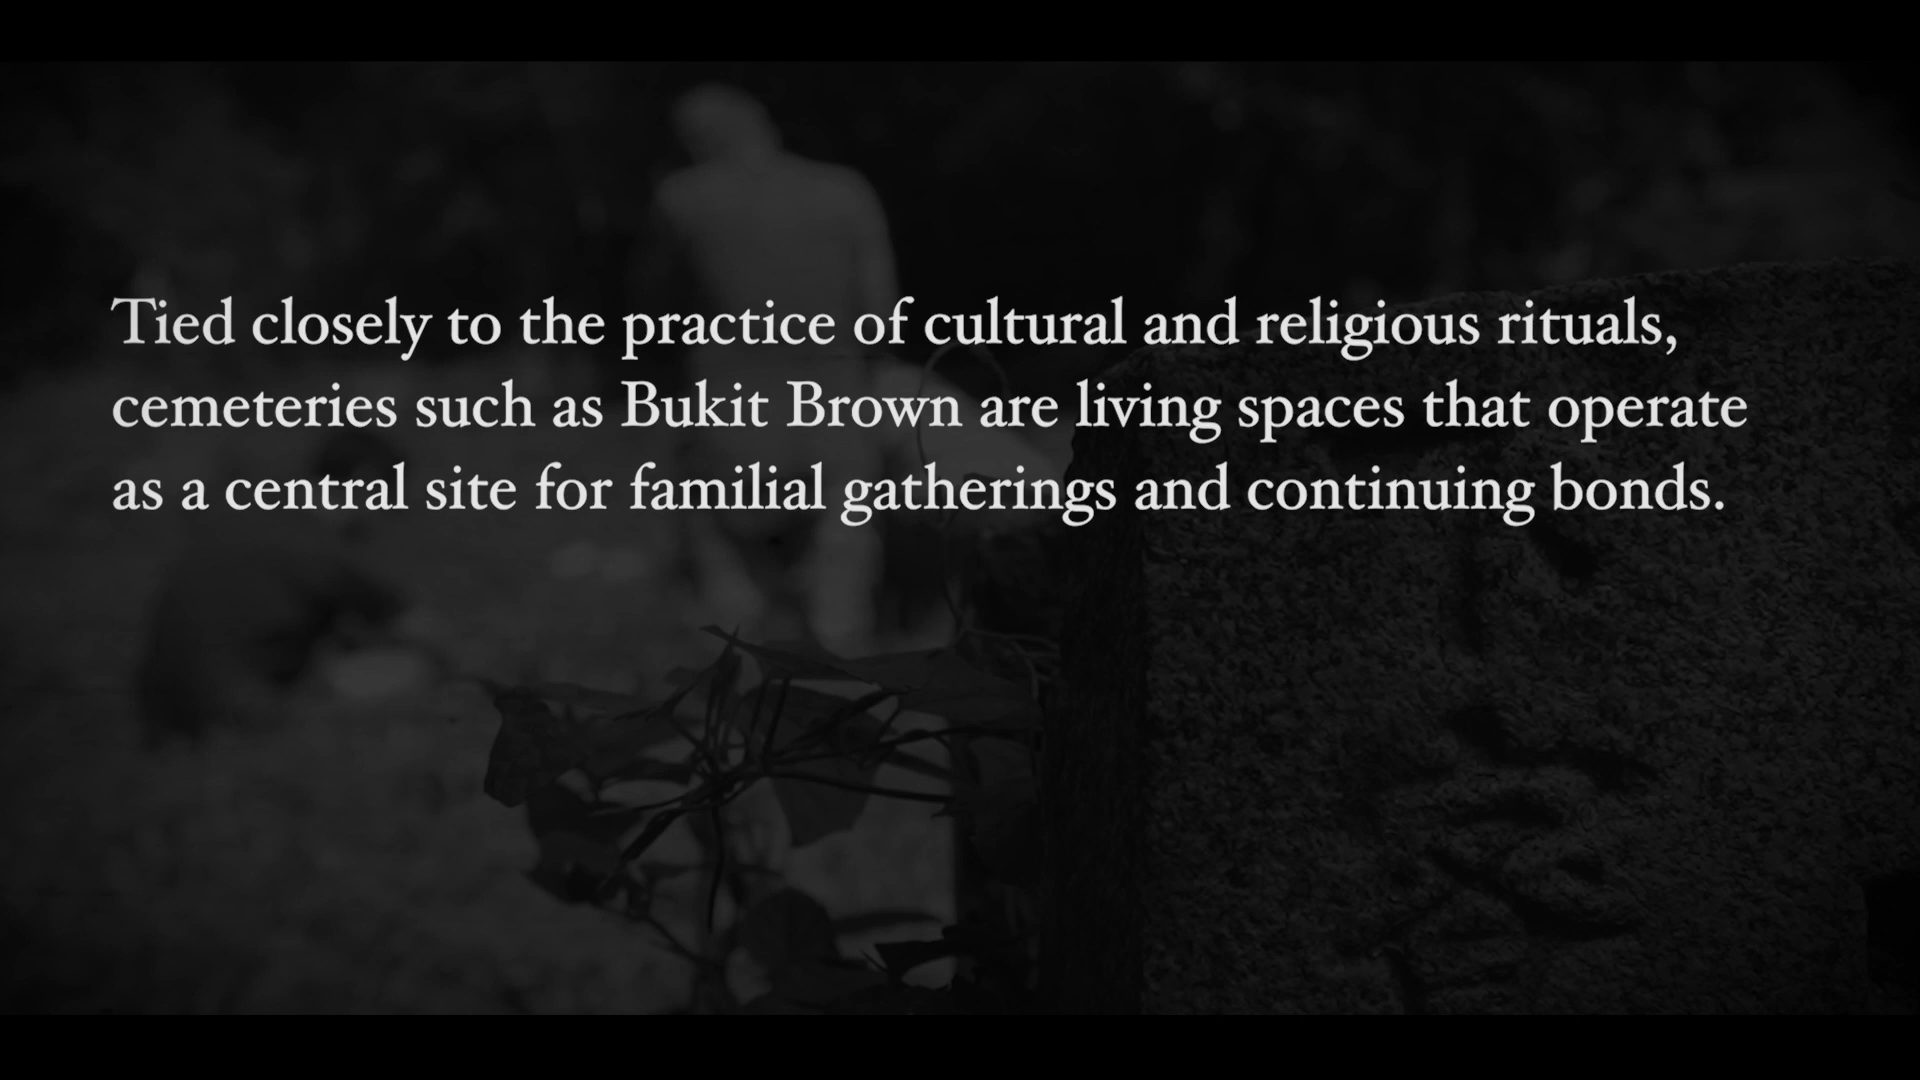 Tied closely to the practice of cultural and religious rituals,
cemeteries such as Bukit Brown are living spaces that operate
as a central site for familial gatherings and continuing bonds.